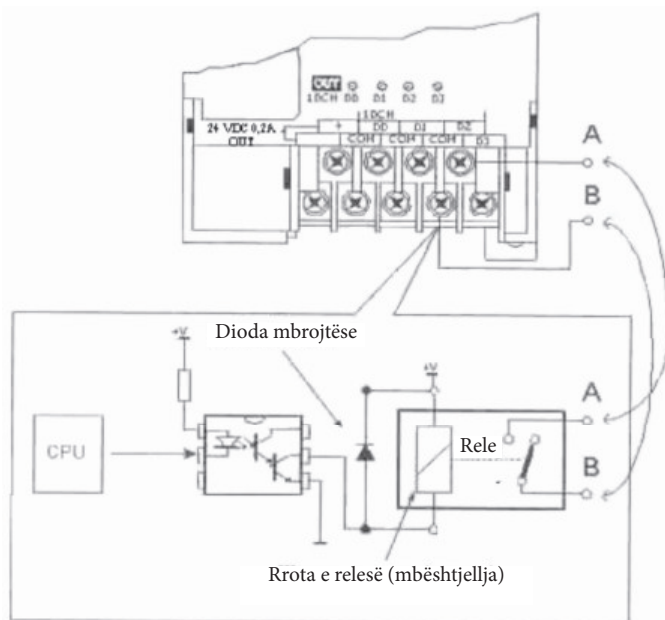 OUT
1DCH D0 D1 D2 D3
1DCH
24 VDC 0,2A
OUT
+ D0 D1 D2
COM COM COM D3
A
B
Dioda mbrojtëse
+V
+V
CPU
Rele
A
B
Rrota e relesë (mbështjellja)